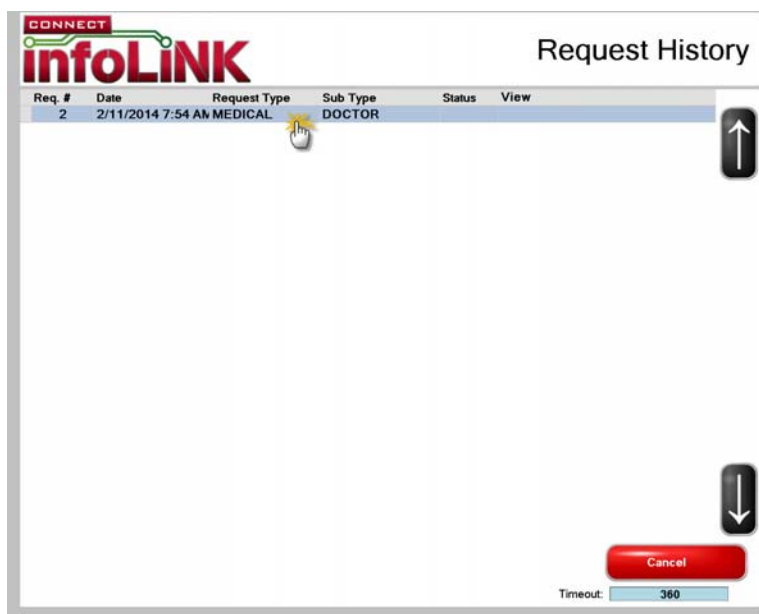 CONNECT
infoLINK
Request History
Req. # Date Request Type Sub Type Status View
2 2/11/2014 7:54 AM MEDICAL DOCTOR
Cancel
Timeout: 360